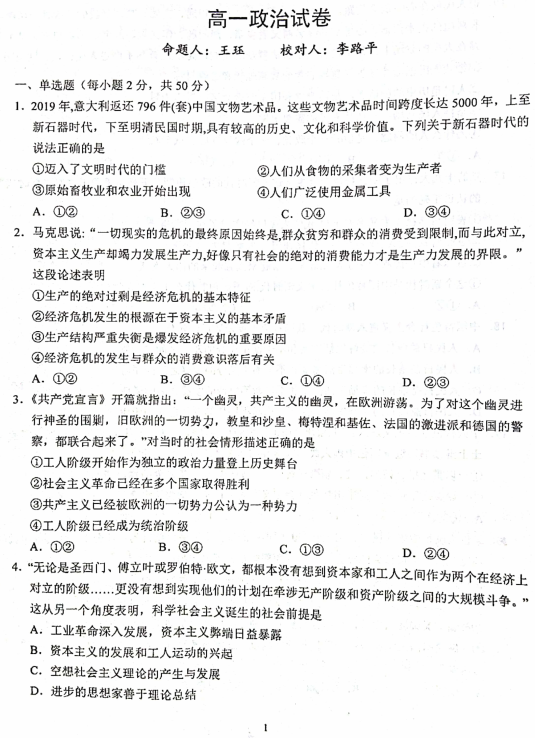 高一政治试卷
命题人：王珏 校对人：李路平
一、单选题（每小题 2 分，共 50 分）
1. 2019 年,意大利返还 796 件(套)中国文物艺术品。这些文物艺术品时间跨度长达 5000 年，上至
新石器时代，下至明清民国时期,具有较高的历史、文化和科学价值。下列关于新石器时代的
说法正确的是
①迈入了文明时代的门槛 ②人们从食物的采集者变为生产者
③原始畜牧业和农业开始出现 ④人们广泛使用金属工具
A．①② B．②③ C．①④ D．③④
2．马克思说:“一切现实的危机的最终原因始终是,群众贫穷和群众的消费受到限制,而与此对立,
资本主义生产却竭力发展生产力,好像只有社会的绝对的消费能力才是生产力发展的界限。”
这段论述表明
①生产的绝对过剩是经济危机的基本特征
②经济危机发生的根源在于资本主义的基本矛盾
③生产结构严重失衡是爆发经济危机的重要原因
④经济危机的发生与群众的消费意识落后有关
A．①② B．③④ C．①④ D．②③
3.《共产党宣言》开篇就指出：“一个幽灵，共产主义的幽灵，在欧洲游荡。为了对这个幽灵进
行神圣的围剿，旧欧洲的一切势力，教皇和沙皇、梅特涅和基佐、法国的激进派和德国的警
察，都联合起来了。”对当时的社会情形描述正确的是
①工人阶级开始作为独立的政治力量登上历史舞台
②社会主义革命已经在多个国家取得胜利
③共产主义已经被欧洲的一切势力公认为一种势力
④工人阶级已经成为统治阶级
A．①② B．③④ C．①③ D．②④
4. “无论是圣西门、傅立叶或罗伯特·欧文，都根本没有想到资本家和工人之间作为两个在经济上
对立的阶级……更没有想到实现他们的计划在牵涉无产阶级和资产阶级之间的大规模斗争。”
这从另一个角度表明，科学社会主义诞生的社会前提是
A．工业革命深入发展，资本主义弊端日益暴露
B．资本主义的发展和工人运动的兴起
C．空想社会主义理论的产生与发展
D．进步的思想家善于理论总结
1